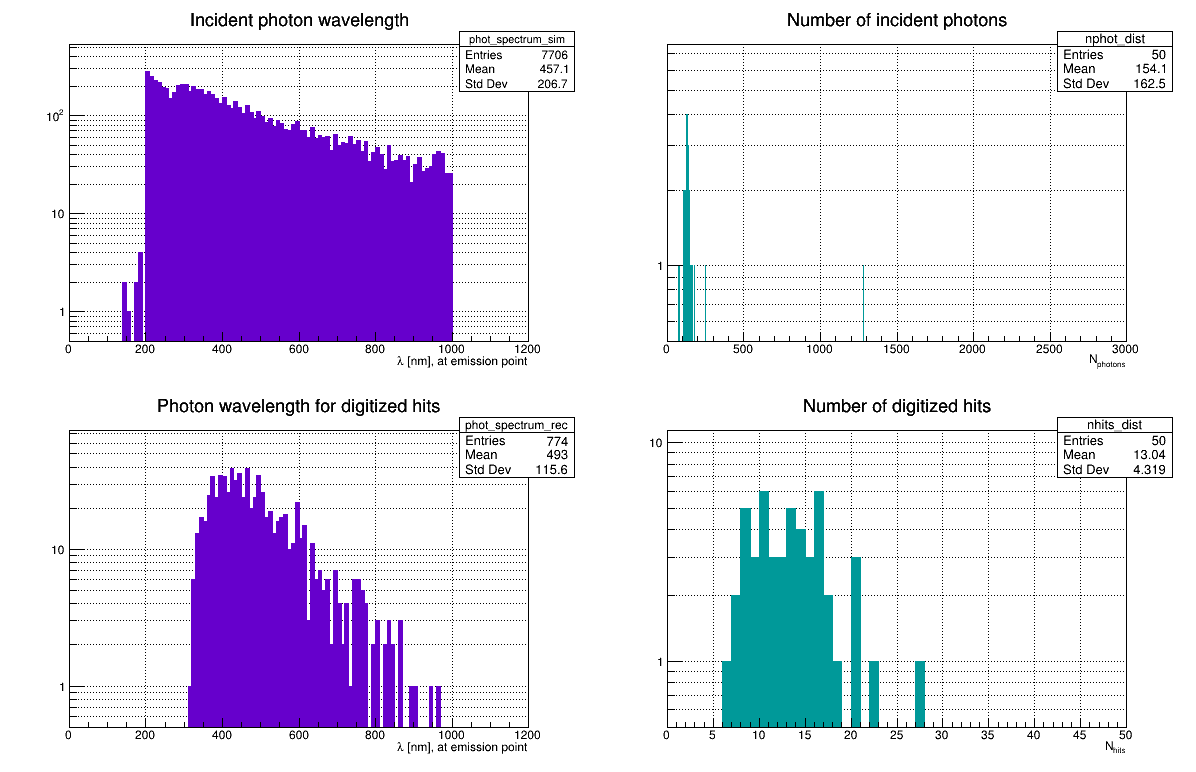 Incident photon wavelength
phot_spectrum_sim
Entries 7706
Mean 457.1
Std Dev 206.7
10²
10
1
0 200 400 600 800 1000 1200
λ [nm], at emission point
Number of incident photons
nphot_dist
Entries 50
Mean 154.1
Std Dev 162.5
1
0 500 1000 1500 2000 2500 3000
Nphotons
Photon wavelength for digitized hits
phot_spectrum_rec
Entries 774
Mean 493
Std Dev 115.6
10
1
0 200 400 600 800 1000 1200
λ [nm], at emission point
Number of digitized hits
nhits_dist
Entries 50
Mean 13.04
Std Dev 4.319
10
1
0 5 10 15 20 25 30 35 40 45 50
Nhits